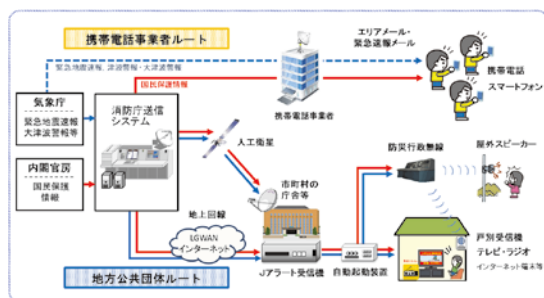 携帯電話事業者ルート
エリアメール・
緊急速報メール
緊急地震速報、津波警報・大津波警報
国民保護情報
携帯電話
スマートフォン
携帯電話事業者
気象庁
緊急地震速報
大津波警報等
消防庁送信
システム
人工衛星
内閣官房
国民保護
情報
防災行政無線
屋外スピーカー
市町村の
庁舎等
地上回線
LGWAN
インターネット
Jアラート受信機
自動起動装置
戸別受信機
テレビ・ラジオ
インターネット端末等
地方公共団体ルート